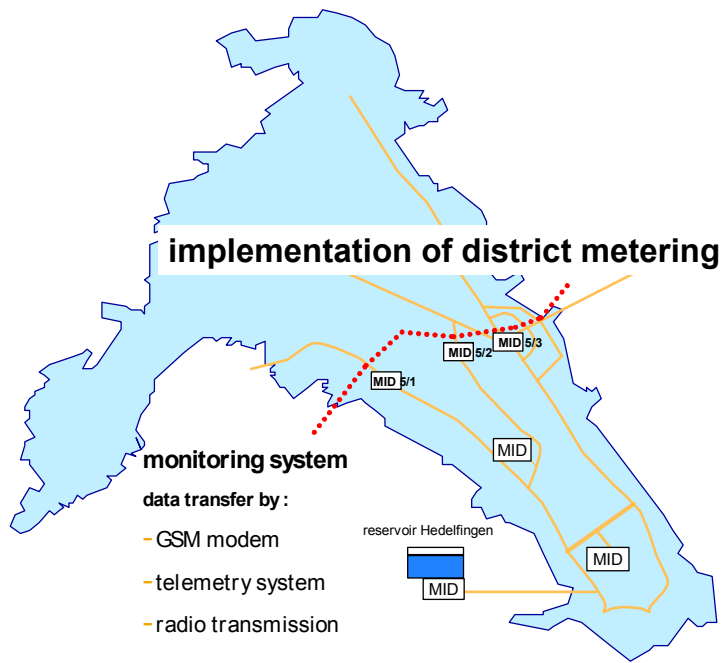 implementation of district metering
MID 5/3
MID 5/2
MID 5/1
MID
monitoring system
data transfer by :
- GSM modem
- telemetry system
- radio transmission
reservoir Hedelfingen
MID
MID